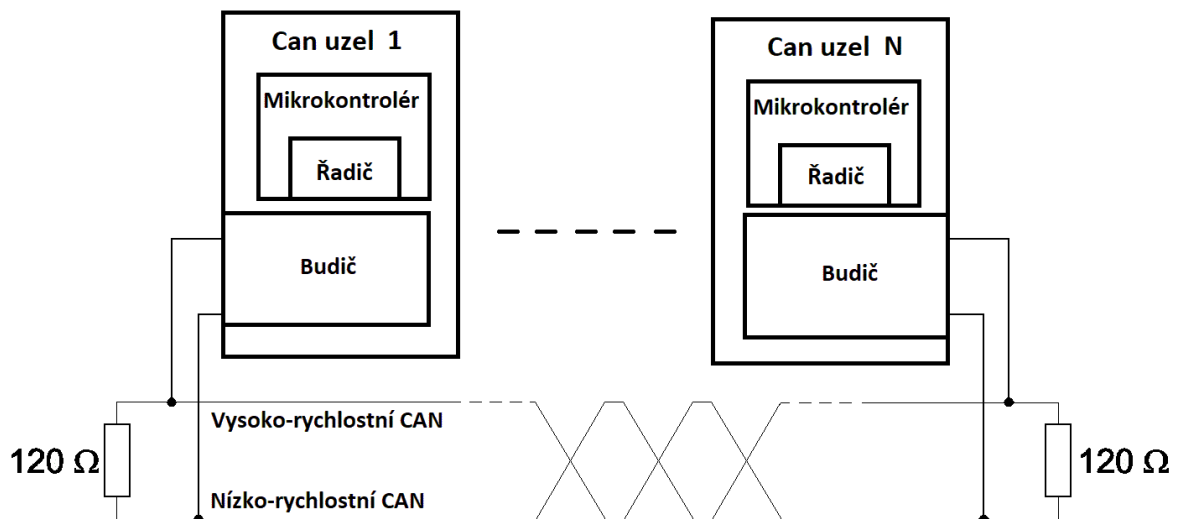 Can uzel 1
Mikrokontrolér
Řadič
Budič
Can uzel N
Mikrokontrolér
Řadič
Budič
Vysoko-rychlostní CAN
120 Ω
120 Ω
Nízko-rychlostní CAN